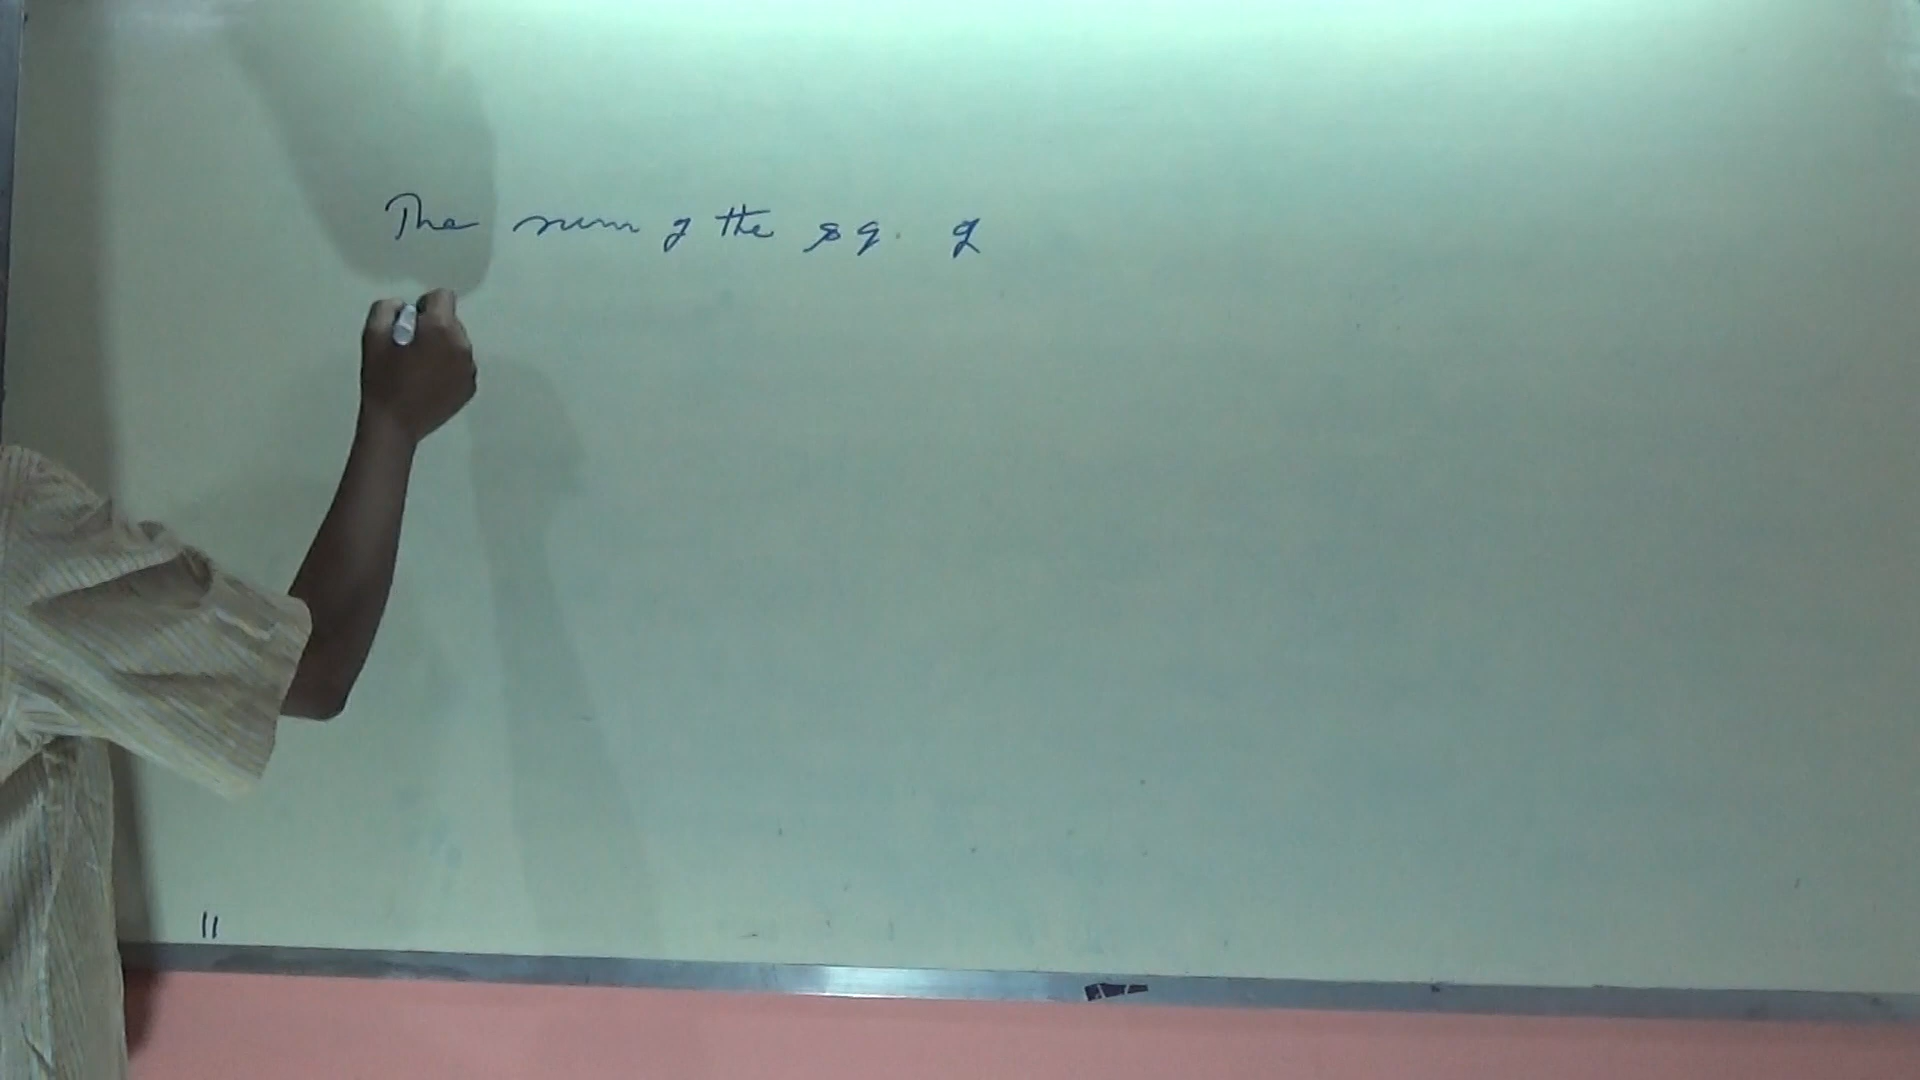 The sum of the sq. of
11